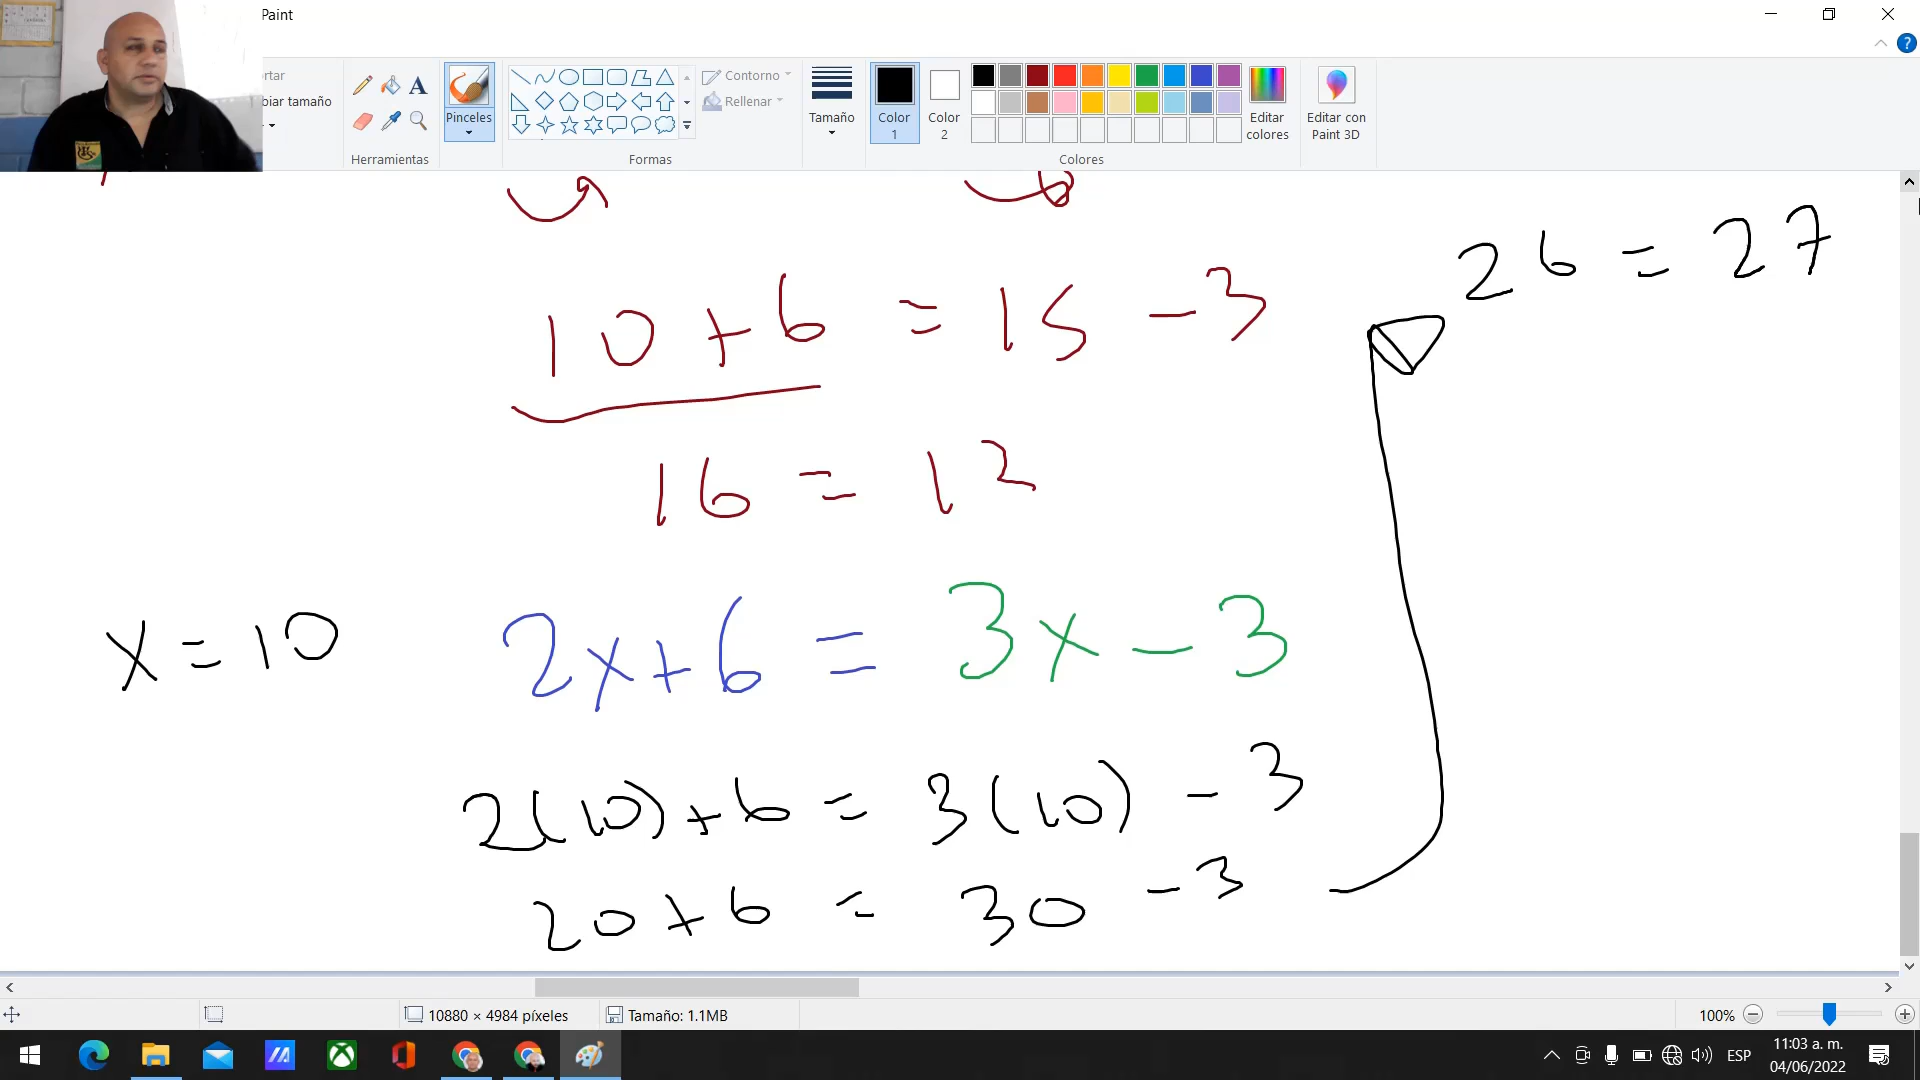 Paint
ortar
biar tamaño
Pinceles
Herramientas
Contorno
Rellenar
Formas
Tamaño
Color 1
Color 2
Editar colores
Editar con Paint 3D
Colores
26 = 27
10 + 6 = 15 - 3
16 = 12
x = 10
2x + 6 = 3x - 3
2(10) + 6 = 3(10) - 3
20 + 6 = 30 - 3
10880 × 4984 píxeles
Tamaño: 1.1MB
100%
ESP
11:03 a. m.
04/06/2022